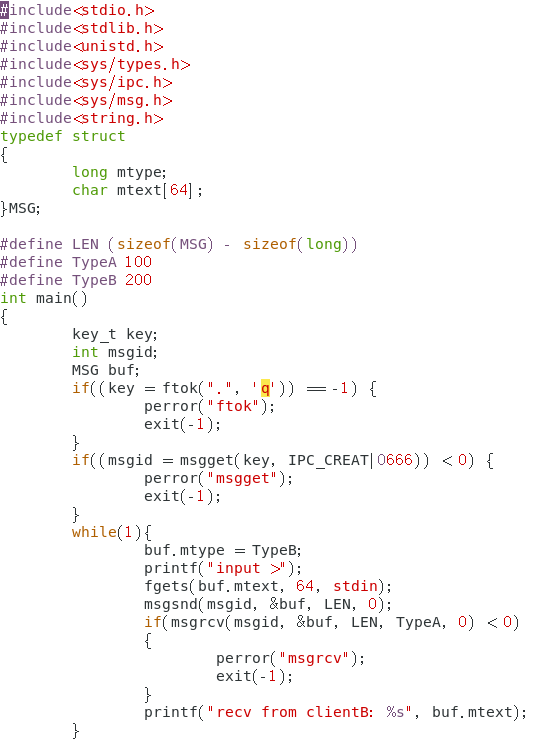 #include<stdio.h>
#include<stdlib.h>
#include<unistd.h>
#include<sys/types.h>
#include<sys/ipc.h>
#include<sys/msg.h>
#include<string.h>
typedef struct
{
        long mtype;
        char mtext[64];
}MSG;

#define LEN (sizeof(MSG) - sizeof(long))
#define TypeA 100
#define TypeB 200
int main()
{
        key_t key;
        int msgid;
        MSG buf;
        if((key = ftok(".", 'q')) == -1) {
                perror("ftok");
                exit(-1);
        }
        if((msgid = msgget(key, IPC_CREAT|0666)) < 0) {
                perror("msgget");
                exit(-1);
        }
        while(1){
                buf.mtype = TypeB;
                printf("input >");
                fgets(buf.mtext, 64, stdin);
                msgsnd(msgid, &buf, LEN, 0);
                if(msgrcv(msgid, &buf, LEN, TypeA, 0) < 0)
                {
                        perror("msgrcv");
                        exit(-1);
                }
                printf("recv from clientB: %s", buf.mtext);
        }